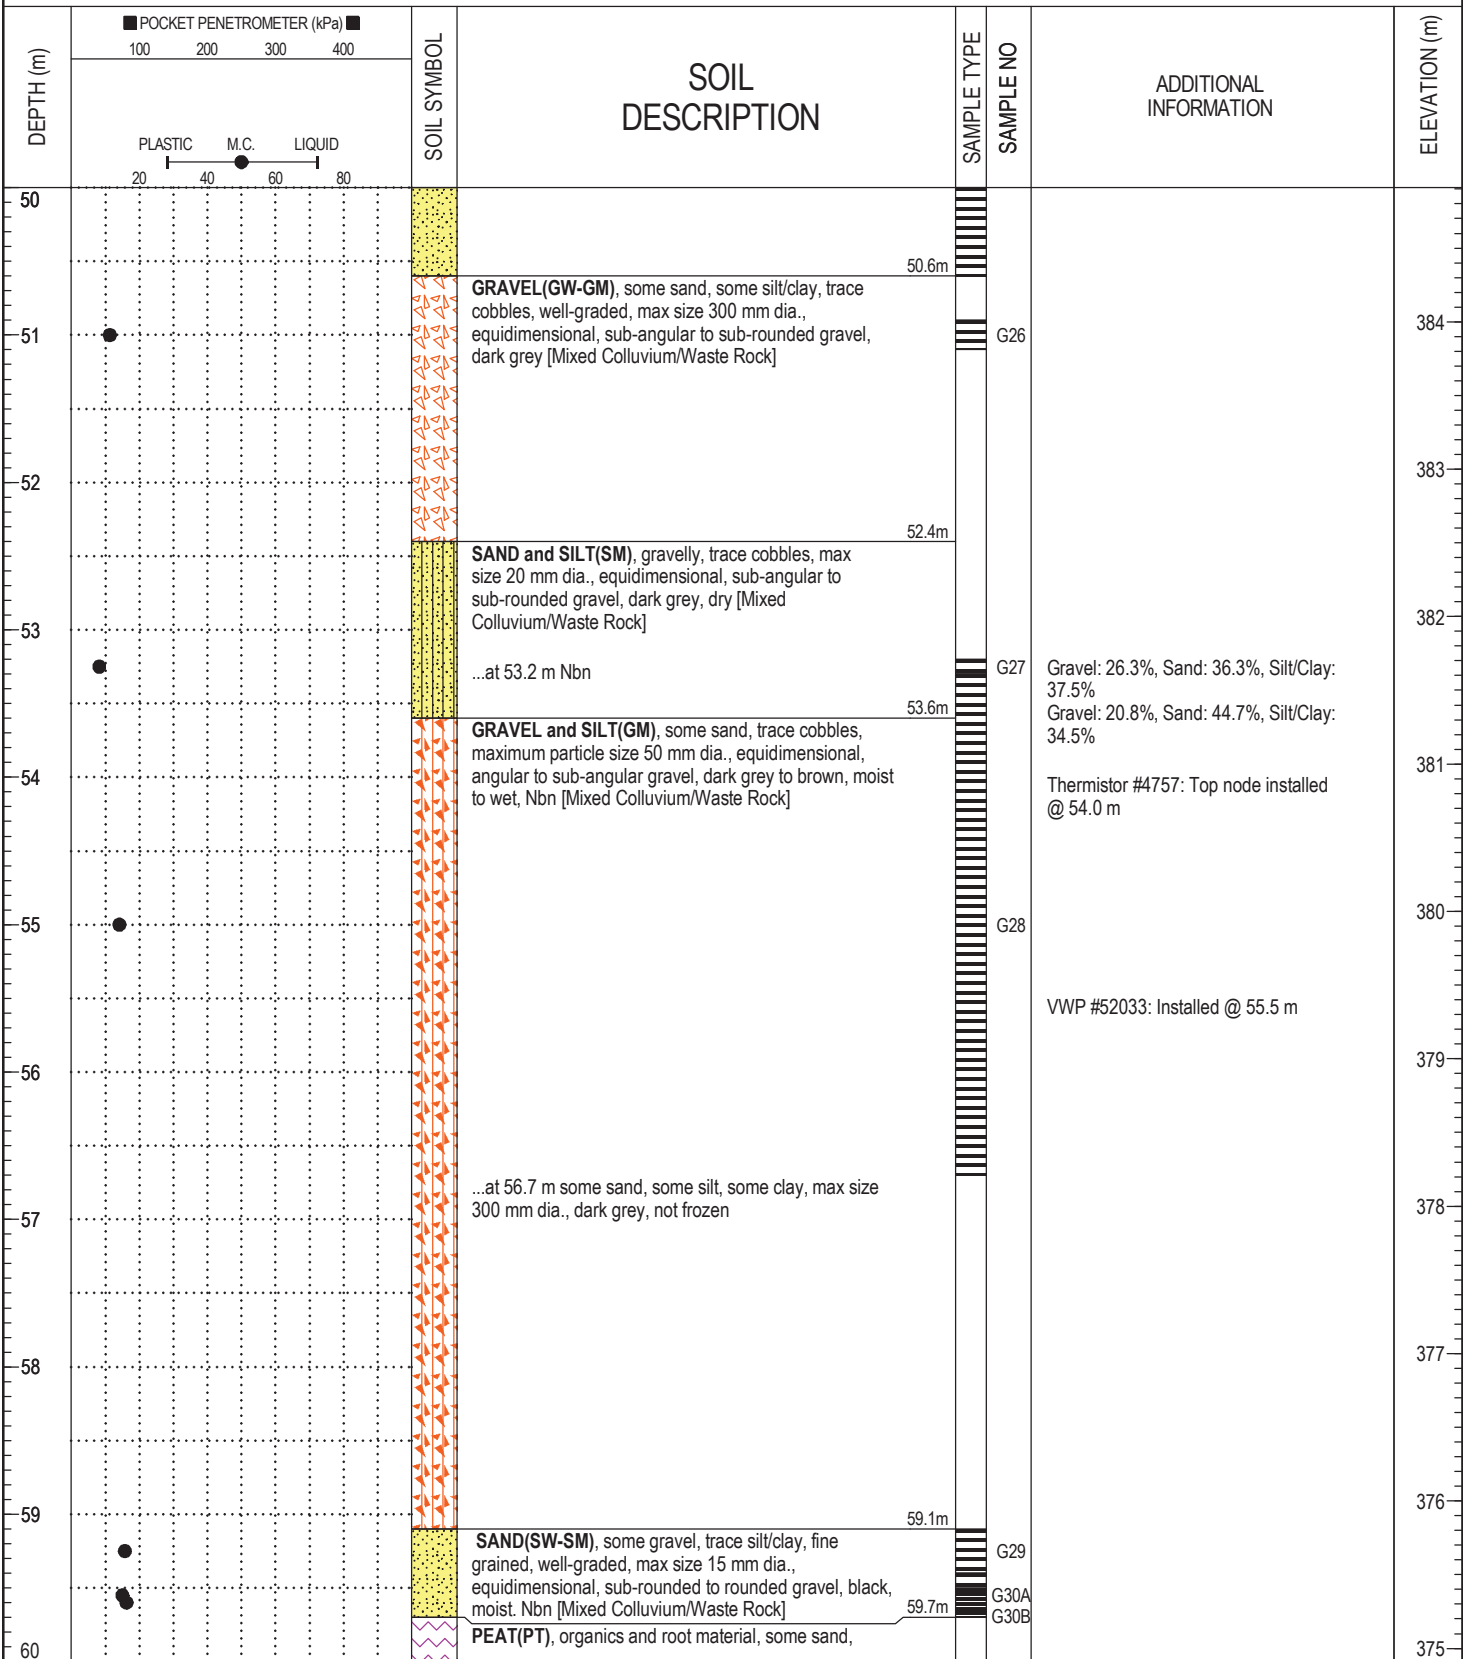 POCKET PENETROMETER (kPa)
100 200 300 400
DEPTH (m)
PLASTIC M.C. LIQUID
20 40 60 80
SOIL SYMBOL
SOIL
DESCRIPTION
SAMPLE TYPE
SAMPLE NO
ADDITIONAL
INFORMATION
ELEVATION (m)
50
50.6m
GRAVEL(GW-GM), some sand, some silt/clay, trace
cobbles, well-graded, max size 300 mm dia.,
equidimensional, sub-angular to sub-rounded gravel,
dark grey [Mixed Colluvium/Waste Rock]
51
G26
384
52
383
52.4m
SAND and SILT(SM), gravelly, trace cobbles, max
size 20 mm dia., equidimensional, sub-angular to
sub-rounded gravel, dark grey, dry [Mixed
Colluvium/Waste Rock]
53
382
...at 53.2 m Nbn
G27
Gravel: 26.3%, Sand: 36.3%, Silt/Clay:
37.5%
Gravel: 20.8%, Sand: 44.7%, Silt/Clay:
34.5%
53.6m
GRAVEL and SILT(GM), some sand, trace cobbles,
maximum particle size 50 mm dia., equidimensional,
angular to sub-angular gravel, dark grey to brown, moist
to wet, Nbn [Mixed Colluvium/Waste Rock]
54
381
Thermistor #4757: Top node installed
@ 54.0 m
55
G28
380
VWP #52033: Installed @ 55.5 m
56
379
...at 56.7 m some sand, some silt, some clay, max size
300 mm dia., dark grey, not frozen
57
378
58
377
59
376
59.1m
SAND(SW-SM), some gravel, trace silt/clay, fine
grained, well-graded, max size 15 mm dia.,
equidimensional, sub-rounded to rounded gravel, black,
moist. Nbn [Mixed Colluvium/Waste Rock]
59.7m
G29
G30A
G30B
PEAT(PT), organics and root material, some sand,
60
375